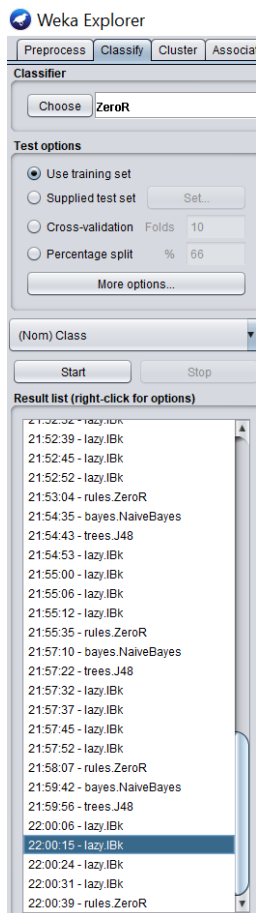 Weka Explorer
Preprocess Classify Cluster Associat
Classifier
Choose ZeroR
Test options
Use training set
Supplied test set Set...
Cross-validation Folds 10
Percentage split % 66
More options...
(Nom) Class
Start Stop
Result list (right-click for options)
21:52:32 - lazy.IBk
21:52:39 - lazy.IBk
21:52:45 - lazy.IBk
21:52:52 - lazy.IBk
21:53:04 - rules.ZeroR
21:54:35 - bayes.NaiveBayes
21:54:43 - trees.J48
21:54:53 - lazy.IBk
21:55:00 - lazy.IBk
21:55:06 - lazy.IBk
21:55:12 - lazy.IBk
21:55:35 - rules.ZeroR
21:57:10 - bayes.NaiveBayes
21:57:22 - trees.J48
21:57:32 - lazy.IBk
21:57:37 - lazy.IBk
21:57:45 - lazy.IBk
21:57:52 - lazy.IBk
21:58:07 - rules.ZeroR
21:59:42 - bayes.NaiveBayes
21:59:56 - trees.J48
22:00:06 - lazy.IBk
22:00:15 - lazy.IBk
22:00:24 - lazy.IBk
22:00:31 - lazy.IBk
22:00:39 - rules.ZeroR